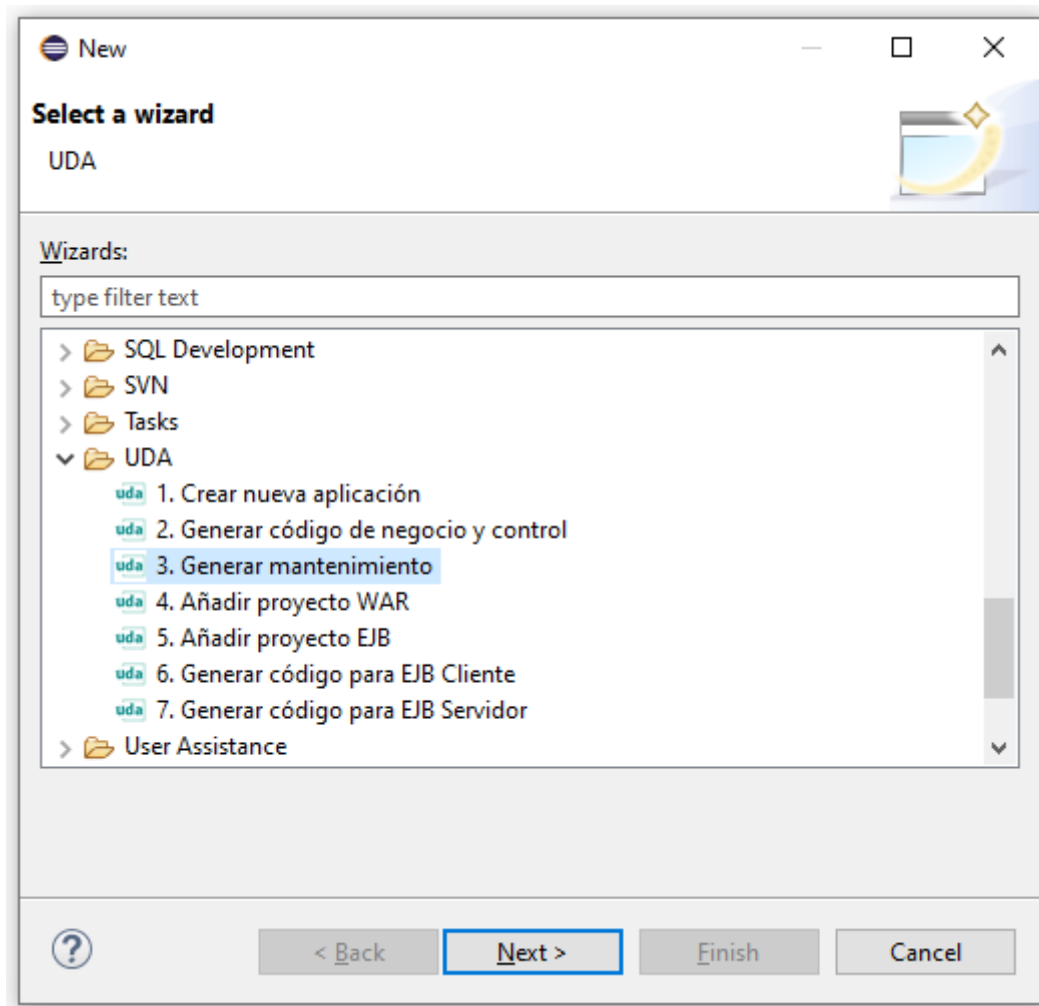 New
Select a wizard
UDA
Wizards:
type filter text
SQL Development
SVN
Tasks
UDA
uda 1. Crear nueva aplicación
uda 2. Generar código de negocio y control
uda 3. Generar mantenimiento
uda 4. Añadir proyecto WAR
uda 5. Añadir proyecto EJB
uda 6. Generar código para EJB Cliente
uda 7. Generar código para EJB Servidor
User Assistance
? < Back Next > Finish Cancel